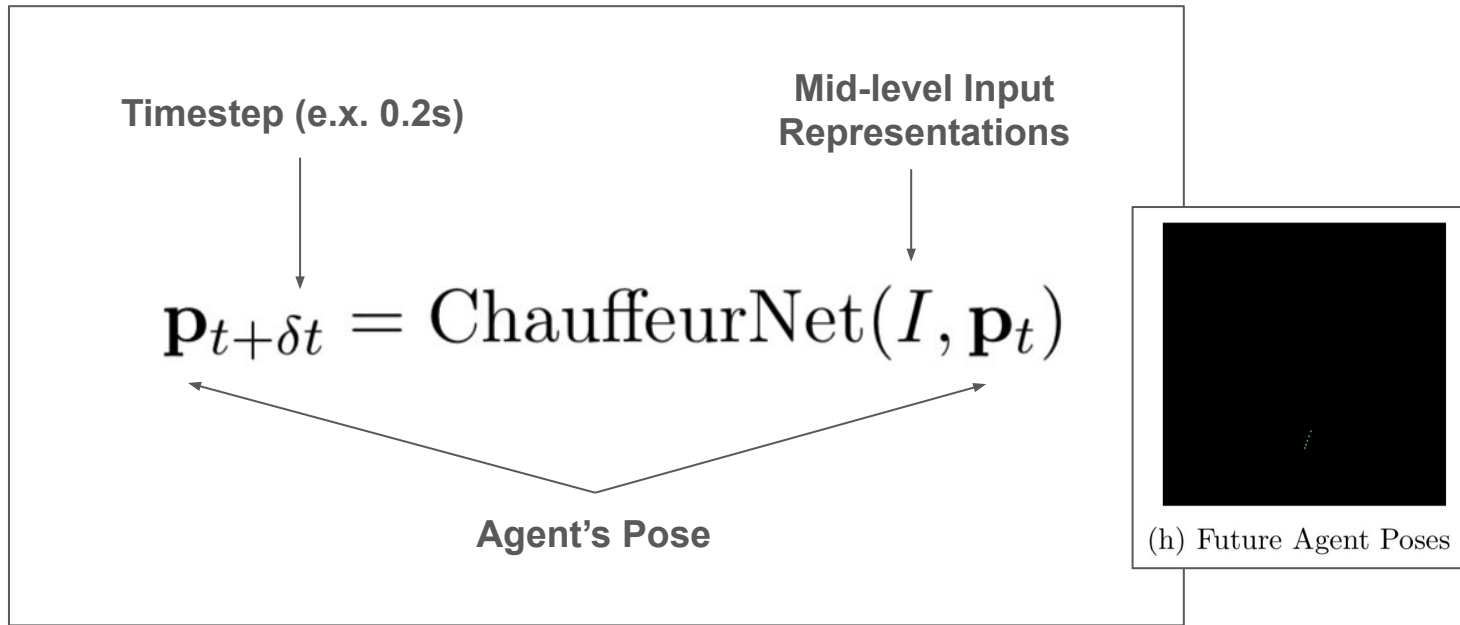 Timestep (e.x. 0.2s)
Mid-level Input
Representations
𝐩_{t+δt} = ChauffeurNet(I, 𝐩_t)
Agent’s Pose
(h) Future Agent Poses